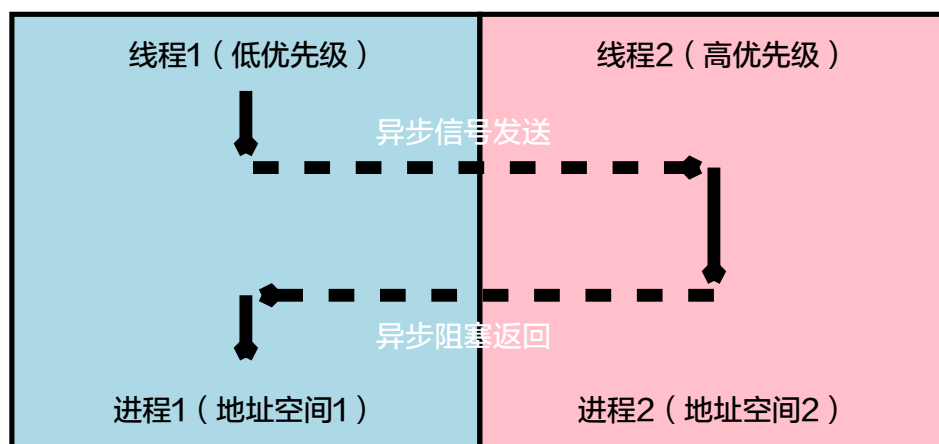 线程1（低优先级）
线程2（高优先级）
异步信号发送
异步阻塞返回
进程1（地址空间1）
进程2（地址空间2）